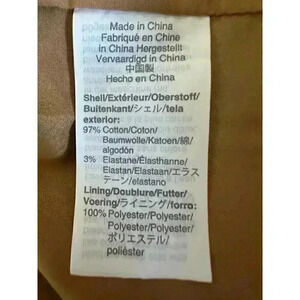 Made in China
Fabriqué en Chine
in China Hergestellt
Vervaardigd in China
中国製
Hecho en China
Shell/Extérieur/Oberstoff/
Buitenkant/シェル/tela
exterior:
97% Cotton/Coton/
Baumwolle/Katoen/綿/
algodón
3% Elastane/Élasthanne/
Elastan/Elastaan/エラス
テーン/elastano
Lining/Doublure/Futter/
Voering/ライニング/forro:
100% Polyester/Polyester/
Polyester/Polyester/
ポリエステル/
poliéster